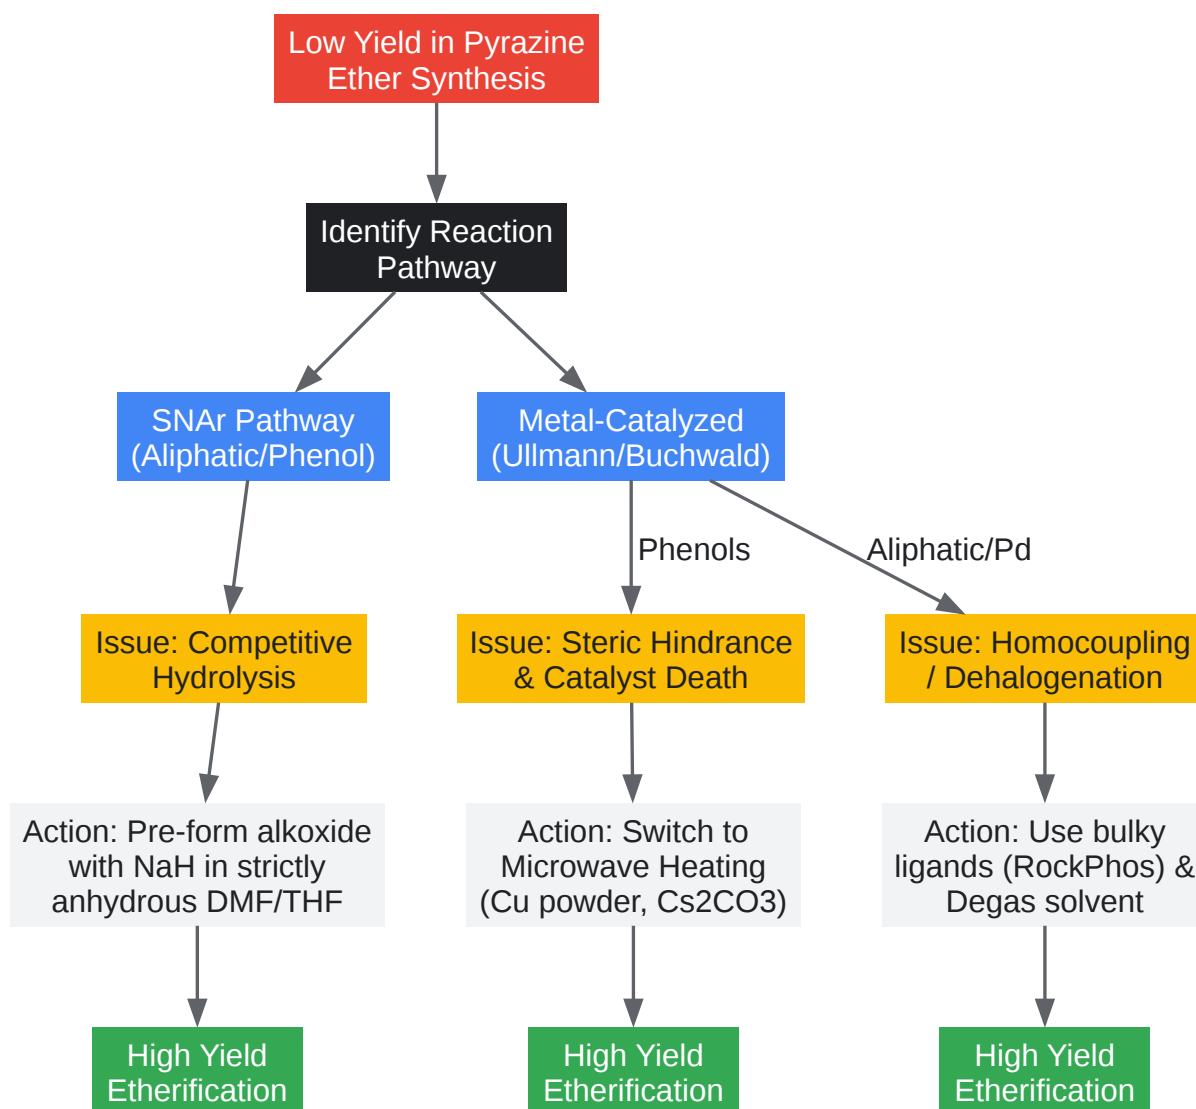 Low Yield in Pyrazine
Ether Synthesis
Identify Reaction
Pathway
SNAr Pathway
(Aliphatic/Phenol)
Metal-Catalyzed
(Ullmann/Buchwald)
Phenols
Aliphatic/Pd
Issue: Competitive
Hydrolysis
Issue: Steric Hindrance
& Catalyst Death
Issue: Homocoupling
/ Dehalogenation
Action: Pre-form alkoxide
with NaH in strictly
anhydrous DMF/THF
Action: Switch to
Microwave Heating
(Cu powder, Cs2CO3)
Action: Use bulky
ligands (RockPhos) &
Degas solvent
High Yield
Etherification
High Yield
Etherification
High Yield
Etherification